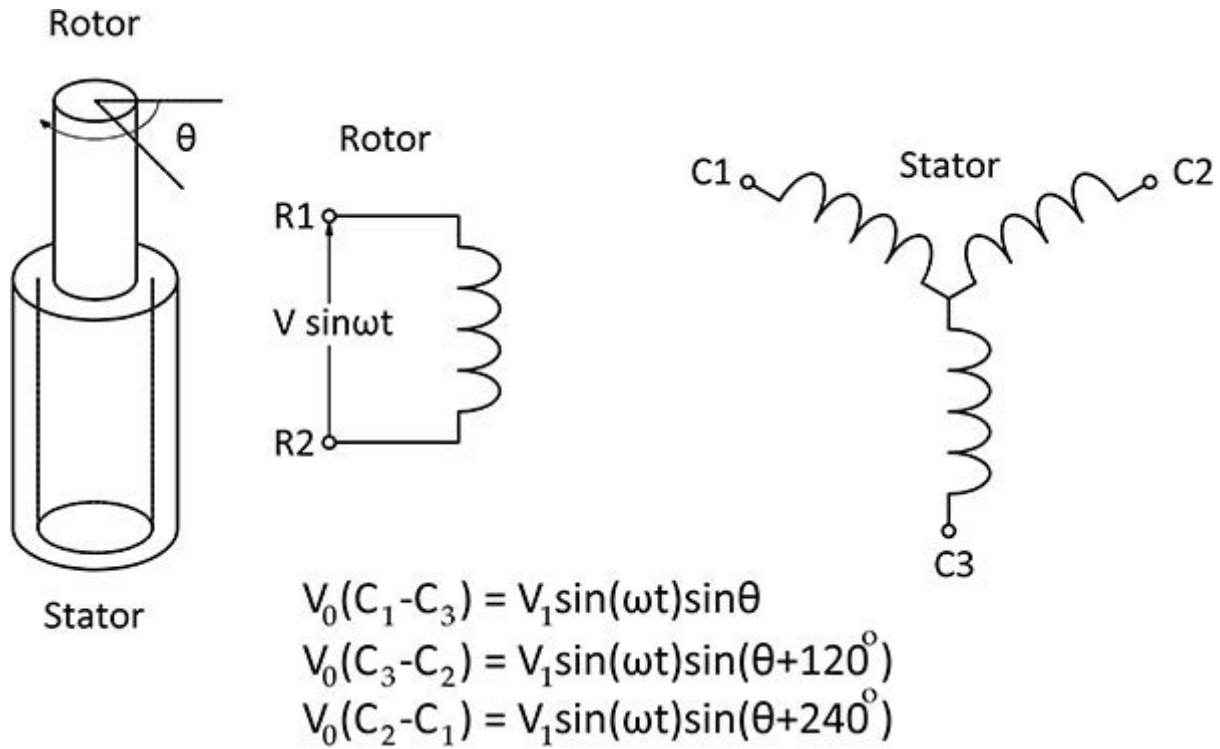 Rotor
θ
Stator
Rotor
R1
V sinωt
R2
Stator
C1
C2
C3
V₀(C₁-C₃) = V₁sin(ωt)sinθ
V₀(C₃-C₂) = V₁sin(ωt)sin(θ+120°)
V₀(C₂-C₁) = V₁sin(ωt)sin(θ+240°)